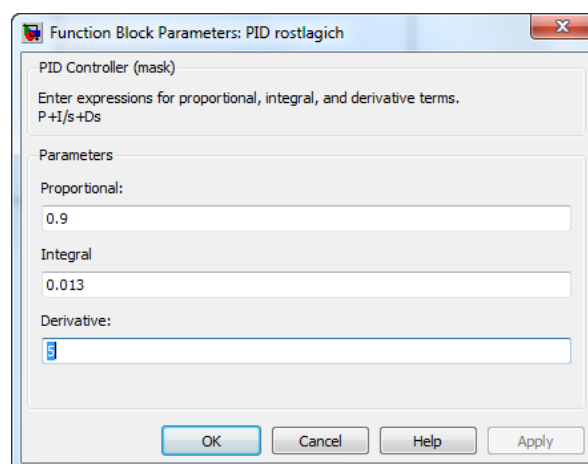 Function Block Parameters: PID rostlagich
PID Controller (mask)
Enter expressions for proportional, integral, and derivative terms.
P+I/s+Ds
Parameters
Proportional:
0.9
Integral
0.013
Derivative:
5
OK Cancel Help Apply